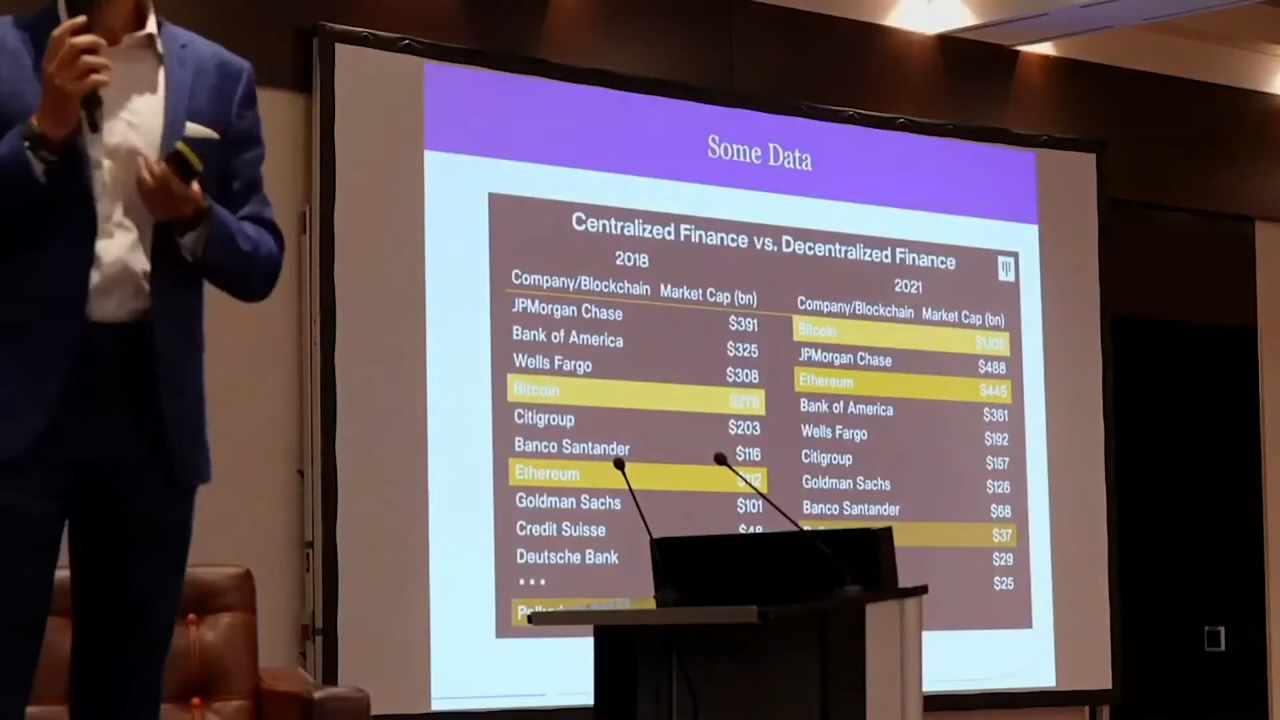 Some Data
Centralized Finance vs. Decentralized Finance
2018
Company/Blockchain Market Cap (bn)
JPMorgan Chase $391
Bank of America $325
Wells Fargo $308
Bitcoin
Citigroup $203
Banco Santander $116
Ethereum $112
Goldman Sachs $101
Credit Suisse
Deutsche Bank
...
2021
Company/Blockchain Market Cap (bn)
Bitcoin
JPMorgan Chase $488
Ethereum $445
Bank of America $361
Wells Fargo $192
Citigroup $157
Goldman Sachs $126
Banco Santander $68
$37
$29
$25